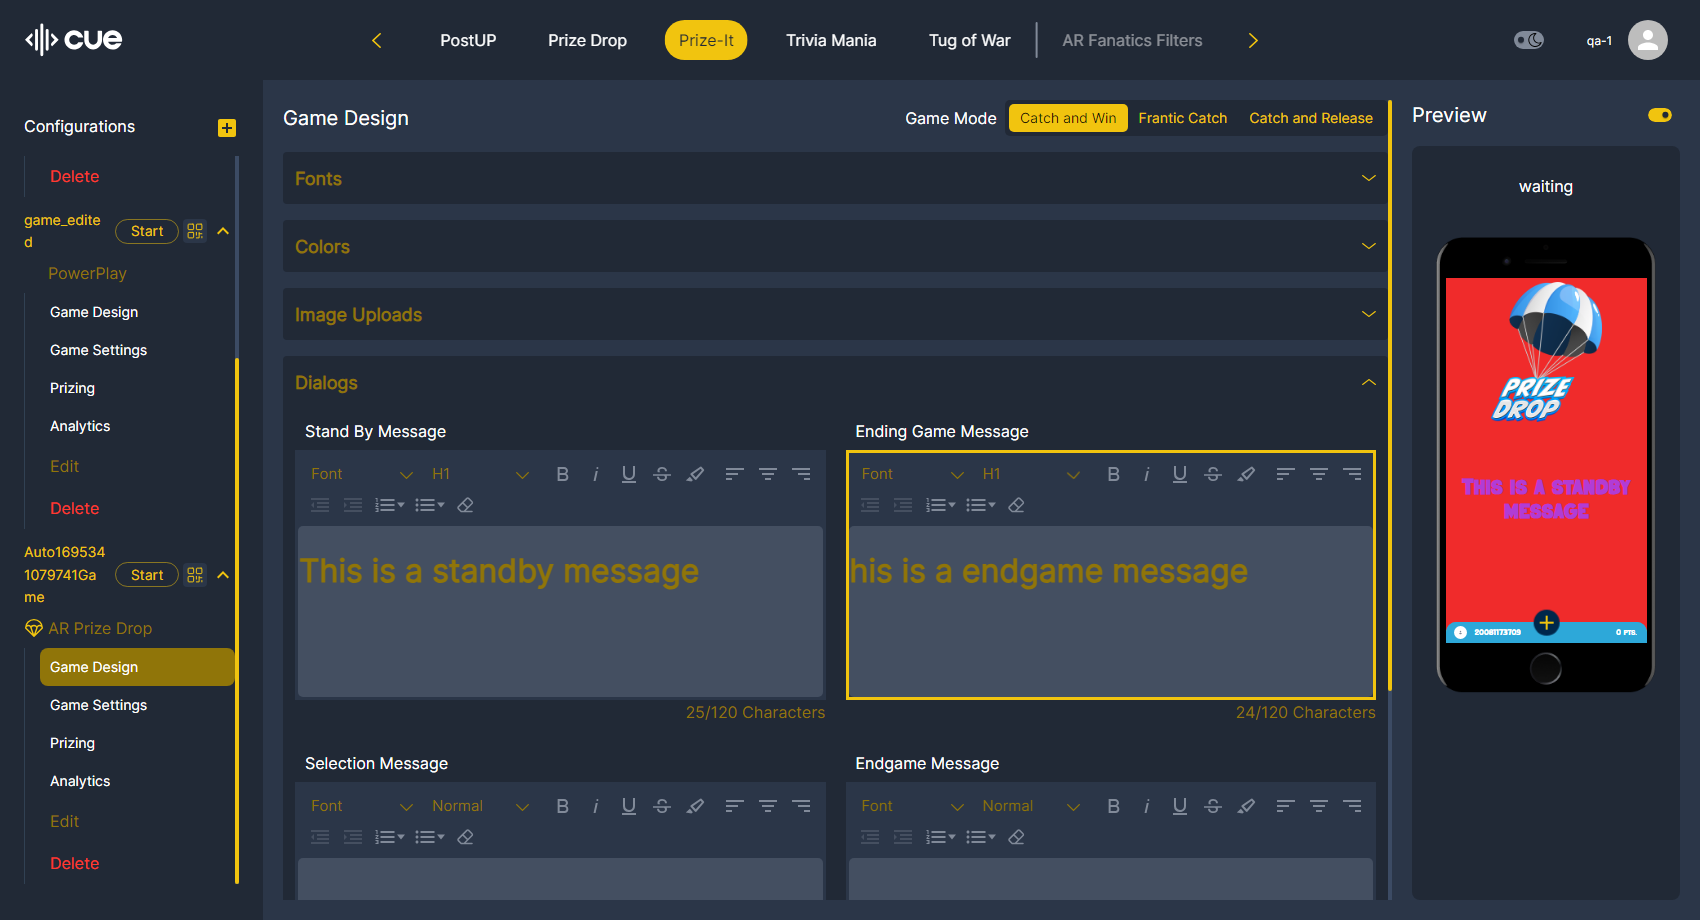 cue
PostUP
Prize Drop
Prize-It
Trivia Mania
Tug of War
AR Fanatics Filters
qa-1
Configurations
Delete
game_edite
d
Start
PowerPlay
Game Design
Game Settings
Prizing
Analytics
Edit
Delete
Auto169534
1079741Ga
me
Start
AR Prize Drop
Game Design
Game Settings
Prizing
Analytics
Edit
Delete
Game Design
Game Mode
Catch and Win
Frantic Catch
Catch and Release
Fonts
Colors
Image Uploads
Dialogs
Stand By Message
Font
H1
This is a standby message
25/120 Characters
Ending Game Message
Font
H1
his is a endgame message
24/120 Characters
Selection Message
Font
Normal
Endgame Message
Font
Normal
Preview
waiting
PRIZE
DROP
THIS IS A STANDBY
MESSAGE
0 PTS.